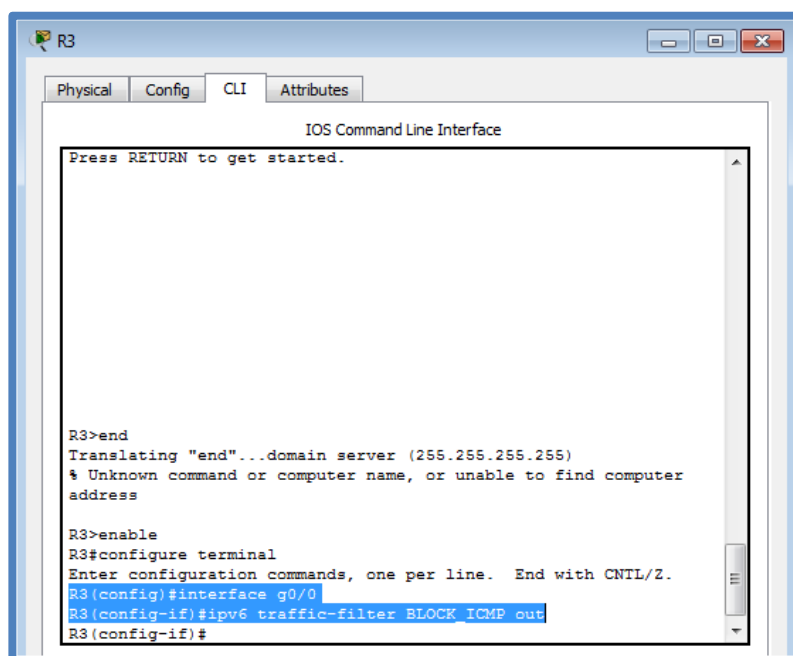 R3
Physical Config CLI Attributes
IOS Command Line Interface
Press RETURN to get started.
R3>end
Translating "end"...domain server (255.255.255.255)
% Unknown command or computer name, or unable to find computer
address
R3>enable
R3#configure terminal
Enter configuration commands, one per line.  End with CNTL/Z.
R3(config)#interface g0/0
R3(config-if)#ipv6 traffic-filter BLOCK_ICMP out
R3(config-if)#